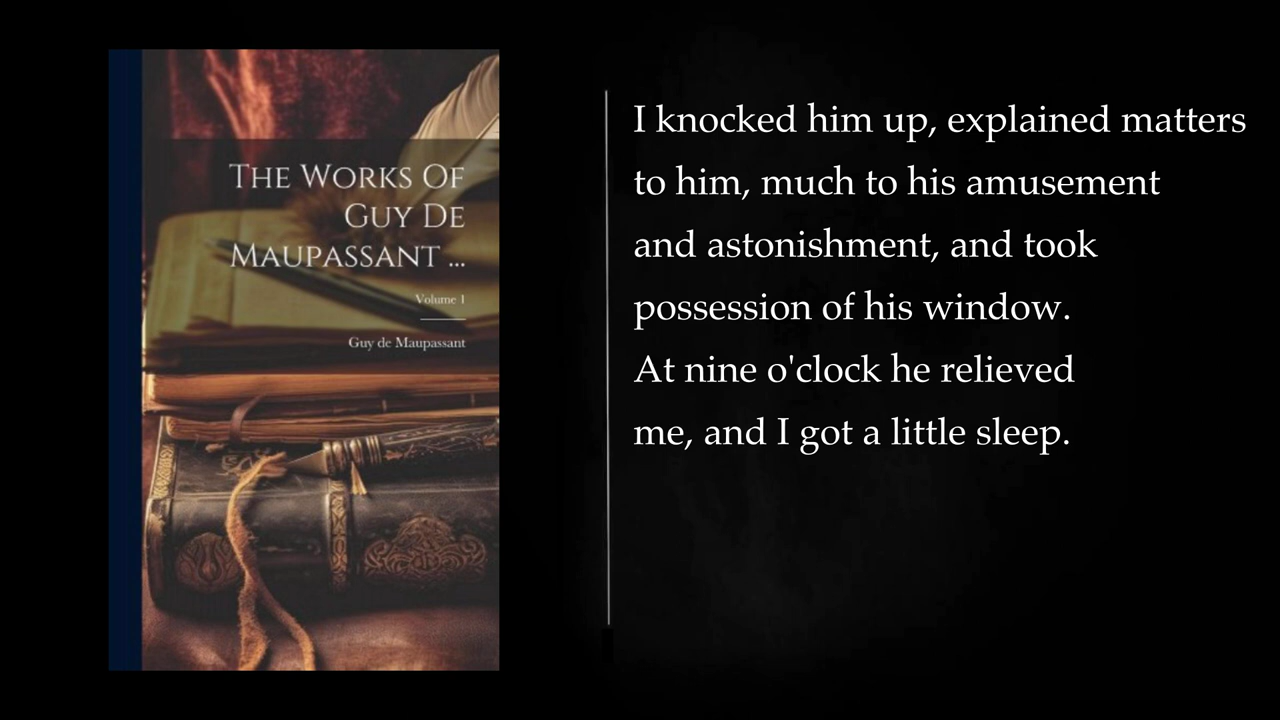 The Works Of
Guy De
Maupassant ...
Volume 1
Guy de Maupassant
I knocked him up, explained matters
to him, much to his amusement
and astonishment, and took
possession of his window.
At nine o'clock he relieved
me, and I got a little sleep.